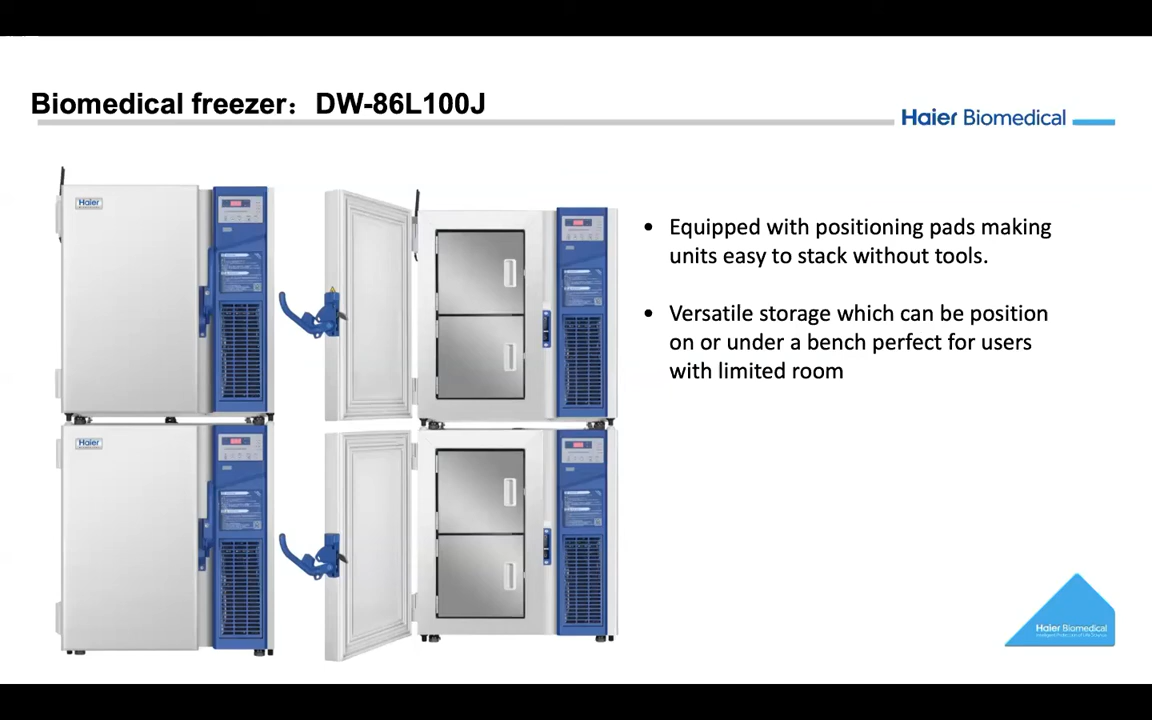 Biomedical freezer：DW-86L100J
Haier Biomedical
Haier
Haier
• Equipped with positioning pads making
units easy to stack without tools.
• Versatile storage which can be position
on or under a bench perfect for users
with limited room
Haier Biomedical